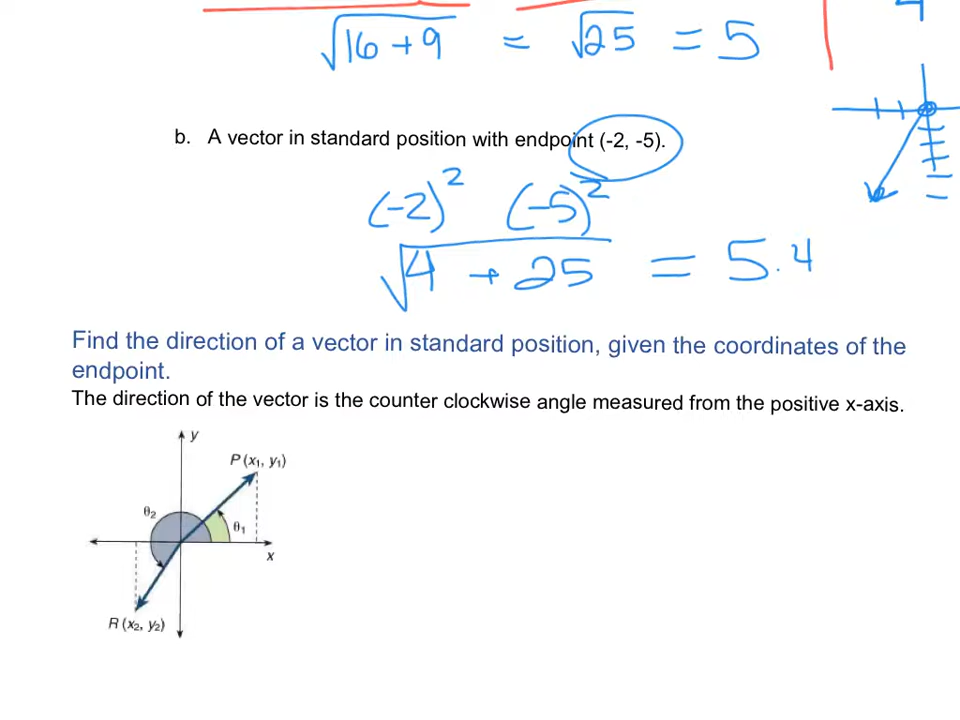 √16 + 9 = √25 = 5
b. A vector in standard position with endpoint (-2, -5).
(-2)² (-5)²
√4 + 25 = 5.4
Find the direction of a vector in standard position, given the coordinates of the
endpoint.
The direction of the vector is the counter clockwise angle measured from the positive x-axis.
y
P (x₁, y₁)
θ₂
θ₁
x
R (x₂, y₂)